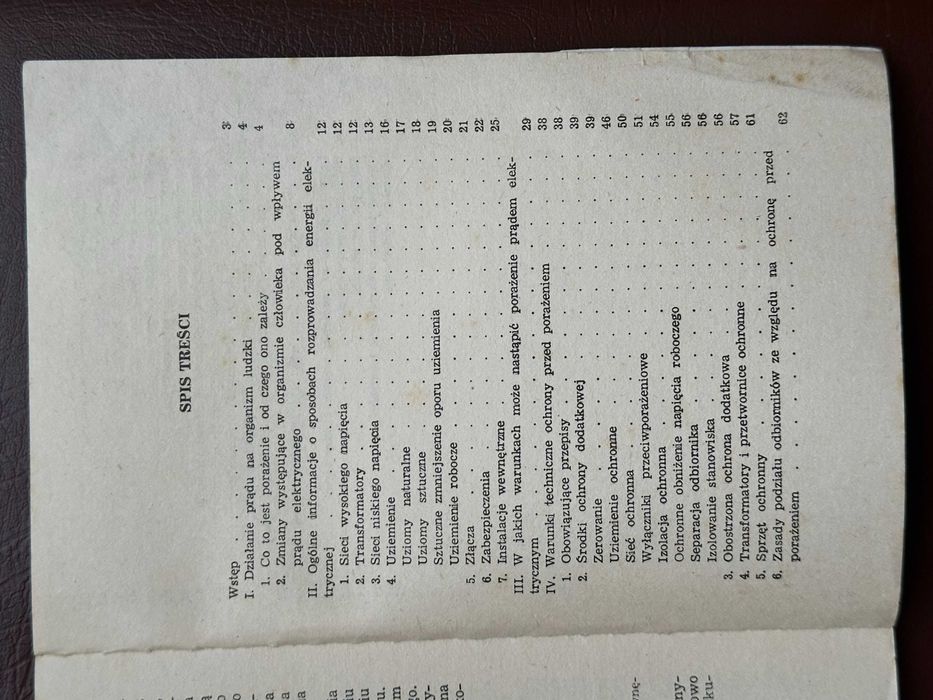 SPIS TREŚCI
Wstęp . . . . . . . . . . . . . . 3
I. Działanie prądu na organizm ludzki . . . . . . . 4
1. Co to jest porażenie i od czego ono zależy . . . . . 4
2. Zmiany występujące w organizmie człowieka pod wpływem
prądu elektrycznego . . . . . . . . . . 8
II. Ogólne informacje o sposobach rozprowadzania energii elek-
trycznej . . . . . . . . . . . . . 12
1. Sieci wysokiego napięcia . . . . . . . . . 12
2. Transformatory . . . . . . . . . . . 12
3. Sieci niskiego napięcia . . . . . . . . . . 13
4. Uziemienie . . . . . . . . . . . . 16
Uziomy naturalne . . . . . . . . . . 17
Uziomy sztuczne . . . . . . . . . . . 18
Sztuczne zmniejszenie oporu uziemienia . . . . . . 19
Uziemienie robocze . . . . . . . . . . 20
5. Złącza . . . . . . . . . . . . . 21
6. Zabezpieczenia . . . . . . . . . . . 22
7. Instalacje wewnętrzne . . . . . . . . . . 25
III. W jakich warunkach może nastąpić porażenie prądem elek-
trycznym . . . . . . . . . . . . . 29
IV. Warunki techniczne ochrony przed porażeniem . . . . 38
1. Obowiązujące przepisy . . . . . . . . . 38
2. Środki ochrony dodatkowej . . . . . . . . . 39
Zerowanie . . . . . . . . . . . . 39
Uziemienie ochronne . . . . . . . . . . 46
Sieć ochronna . . . . . . . . . . . 50
Wyłączniki przeciwporażeniowe . . . . . . . . 51
Izolacja ochronna . . . . . . . . . . 54
Ochronne obniżenie napięcia roboczego . . . . . . 55
Separacja odbiornika . . . . . . . . . . 56
Izolowanie stanowiska . . . . . . . . . . 56
3. Obostrzona ochrona dodatkowa . . . . . . . . 56
4. Transformatory i przetwornice ochronne . . . . . . 57
5. Sprzęt ochronny . . . . . . . . . . . 61
6. Zasady podziału odbiorników ze względu na ochronę przed
porażeniem . . . . . . . . . . . . 62